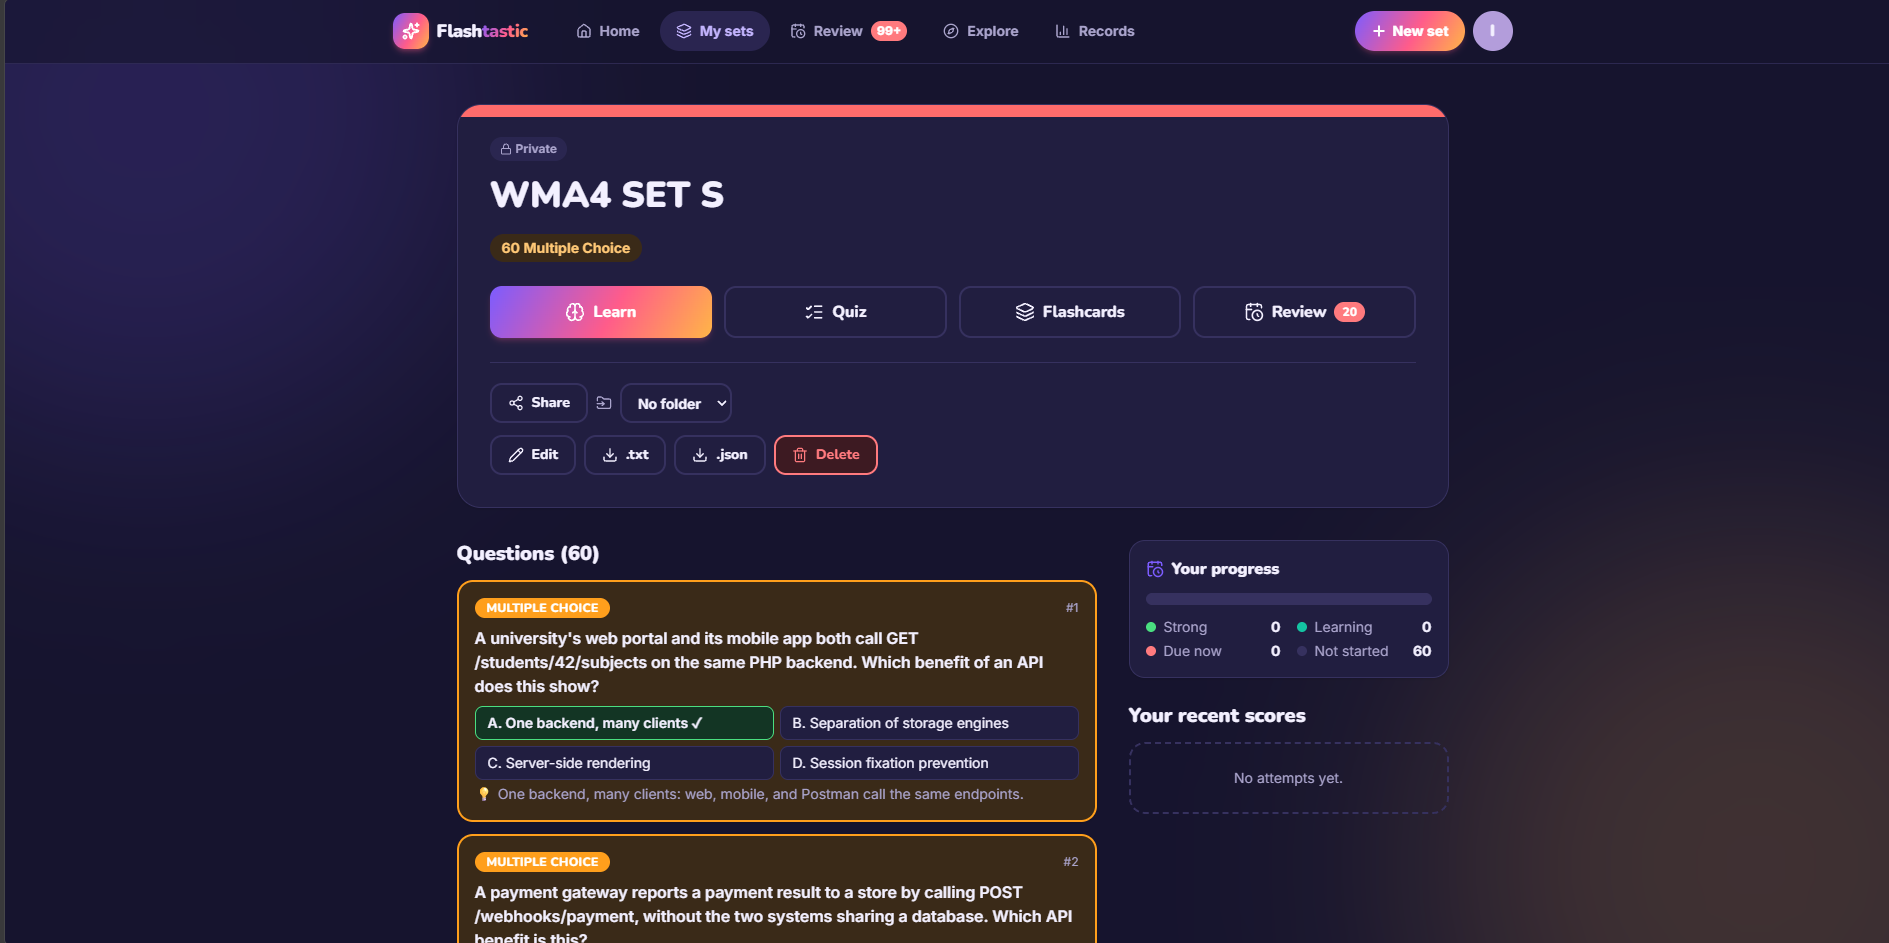 Flashtastic
Home
My sets
Review 99+
Explore
Records
+ New set
I
Private
WMA4 SET S
60 Multiple Choice
Learn
Quiz
Flashcards
Review 20
Share
No folder
Edit
.txt
.json
Delete
Questions (60)
MULTIPLE CHOICE #1
A university's web portal and its mobile app both call GET
/students/42/subjects on the same PHP backend. Which benefit of an API
does this show?
A. One backend, many clients ✓
B. Separation of storage engines
C. Server-side rendering
D. Session fixation prevention
One backend, many clients: web, mobile, and Postman call the same endpoints.
MULTIPLE CHOICE #2
A payment gateway reports a payment result to a store by calling POST
/webhooks/payment, without the two systems sharing a database. Which API
benefit is this?
Your progress
Strong 0
Learning 0
Due now 0
Not started 60
Your recent scores
No attempts yet.